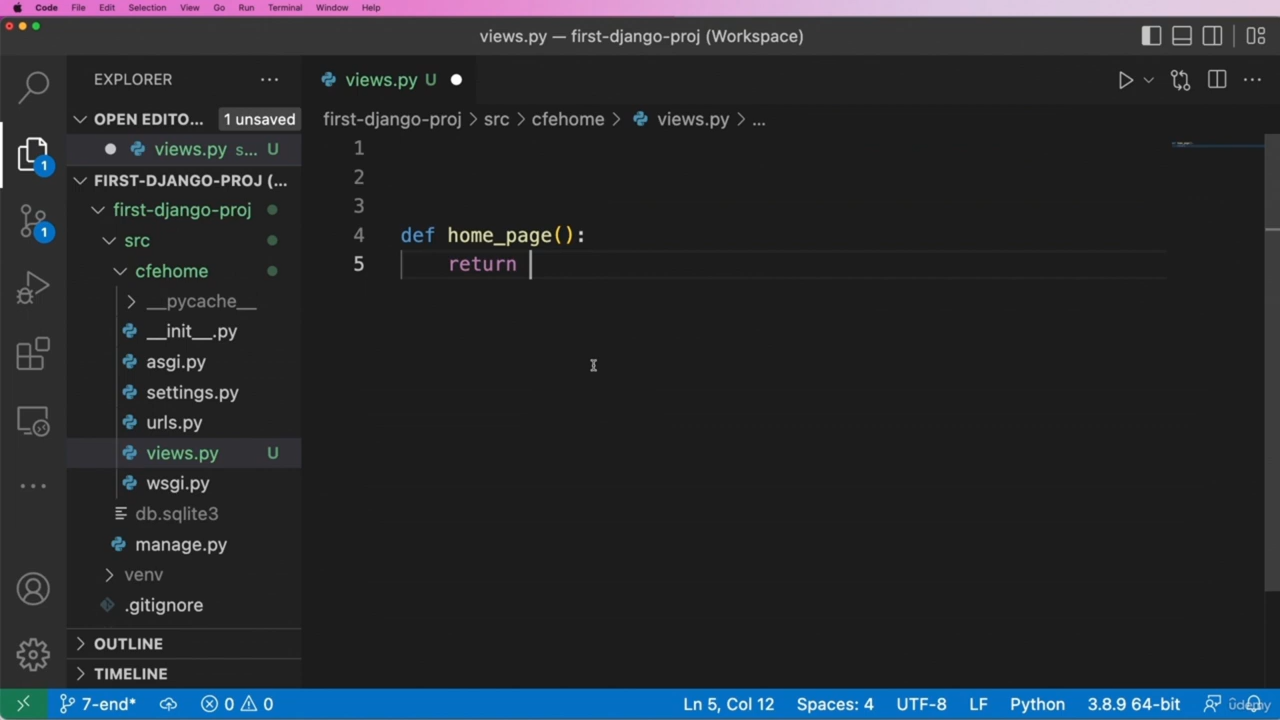 Code File Edit Selection View Go Run Terminal Window Help
views.py — first-django-proj (Workspace)
EXPLORER ...
views.py U
OPEN EDITO... 1 unsaved
first-django-proj > src > cfehome > views.py > ...
views.py s... U
FIRST-DJANGO-PROJ (...
first-django-proj
src
cfehome
__pycache__
__init__.py
asgi.py
settings.py
urls.py
views.py U
wsgi.py
db.sqlite3
manage.py
venv
.gitignore
OUTLINE
TIMELINE
1
2
3
4 def home_page():
5 return
1
1
7-end* 0 0 Ln 5, Col 12 Spaces: 4 UTF-8 LF Python 3.8.9 64-bit
udemy